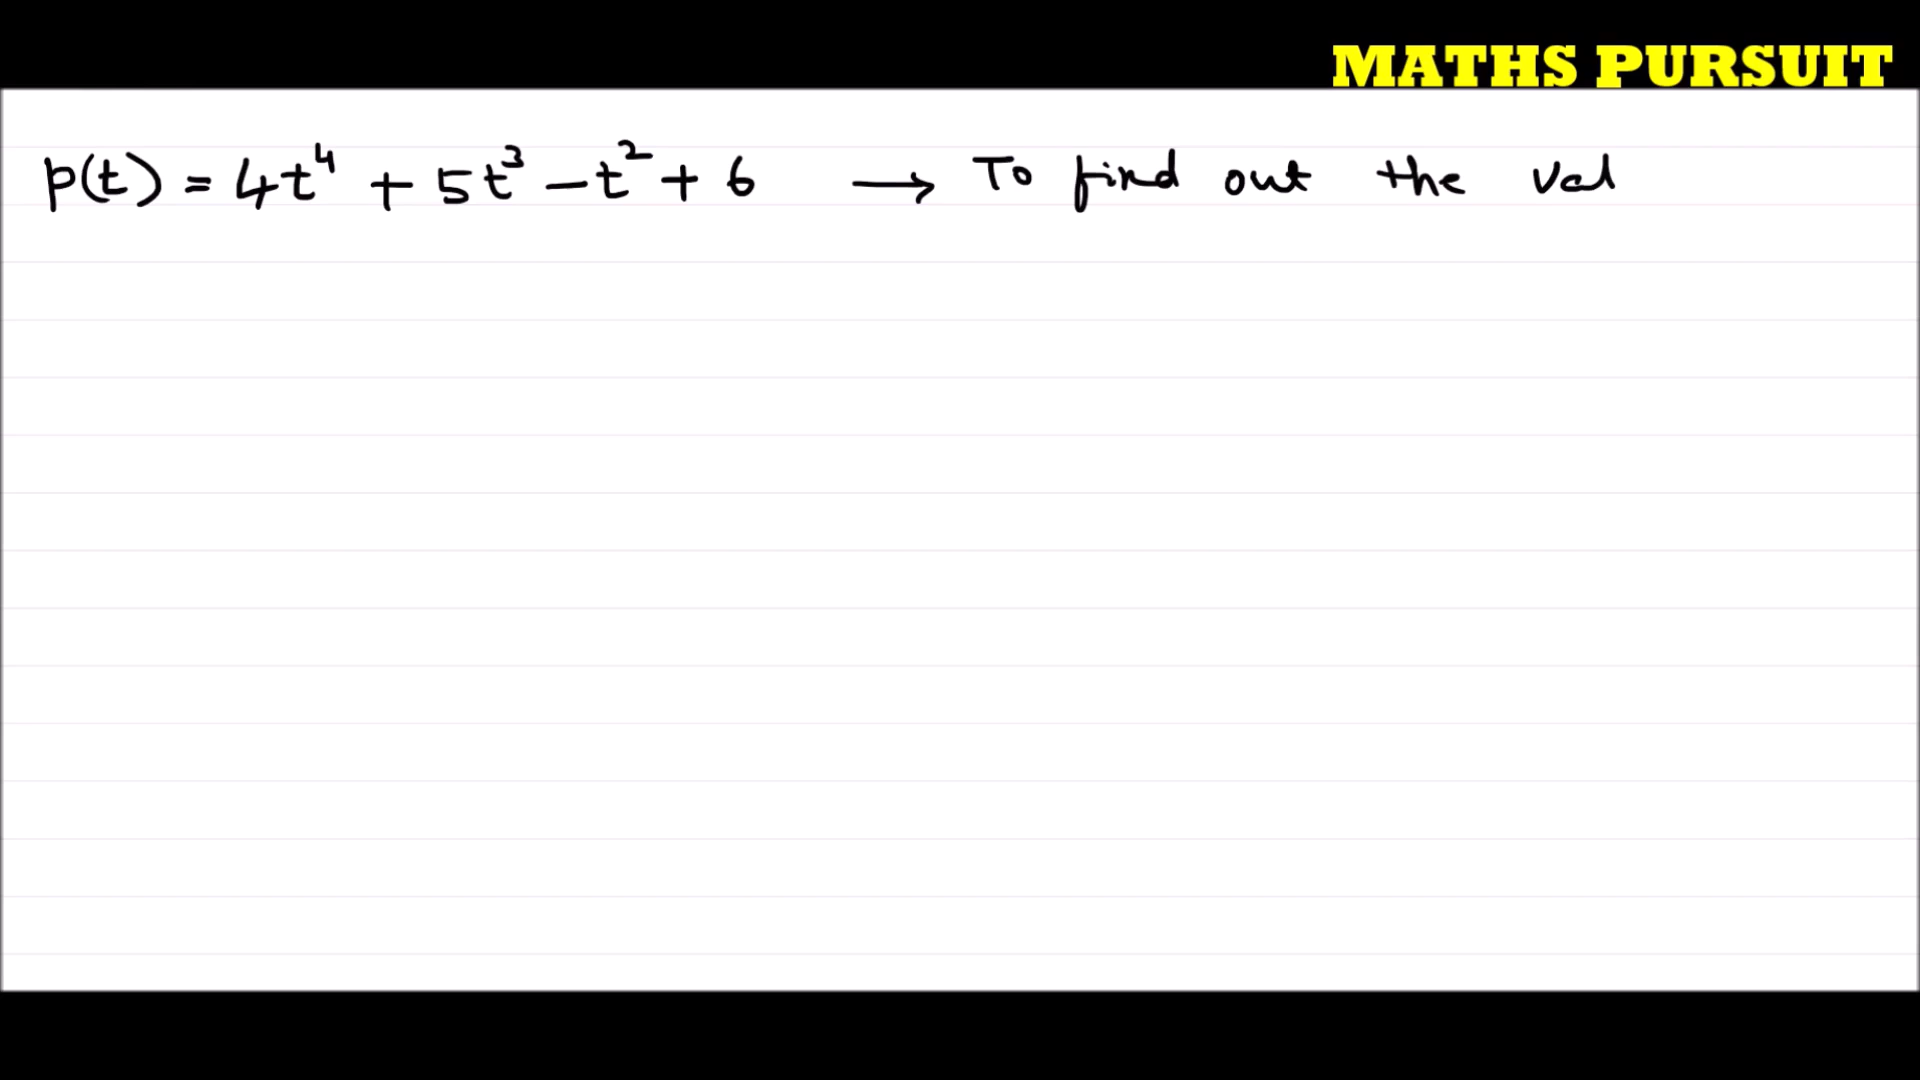 MATHS PURSUIT
p(t) = 4t⁴ + 5t³ − t² + 6 → To find out the val